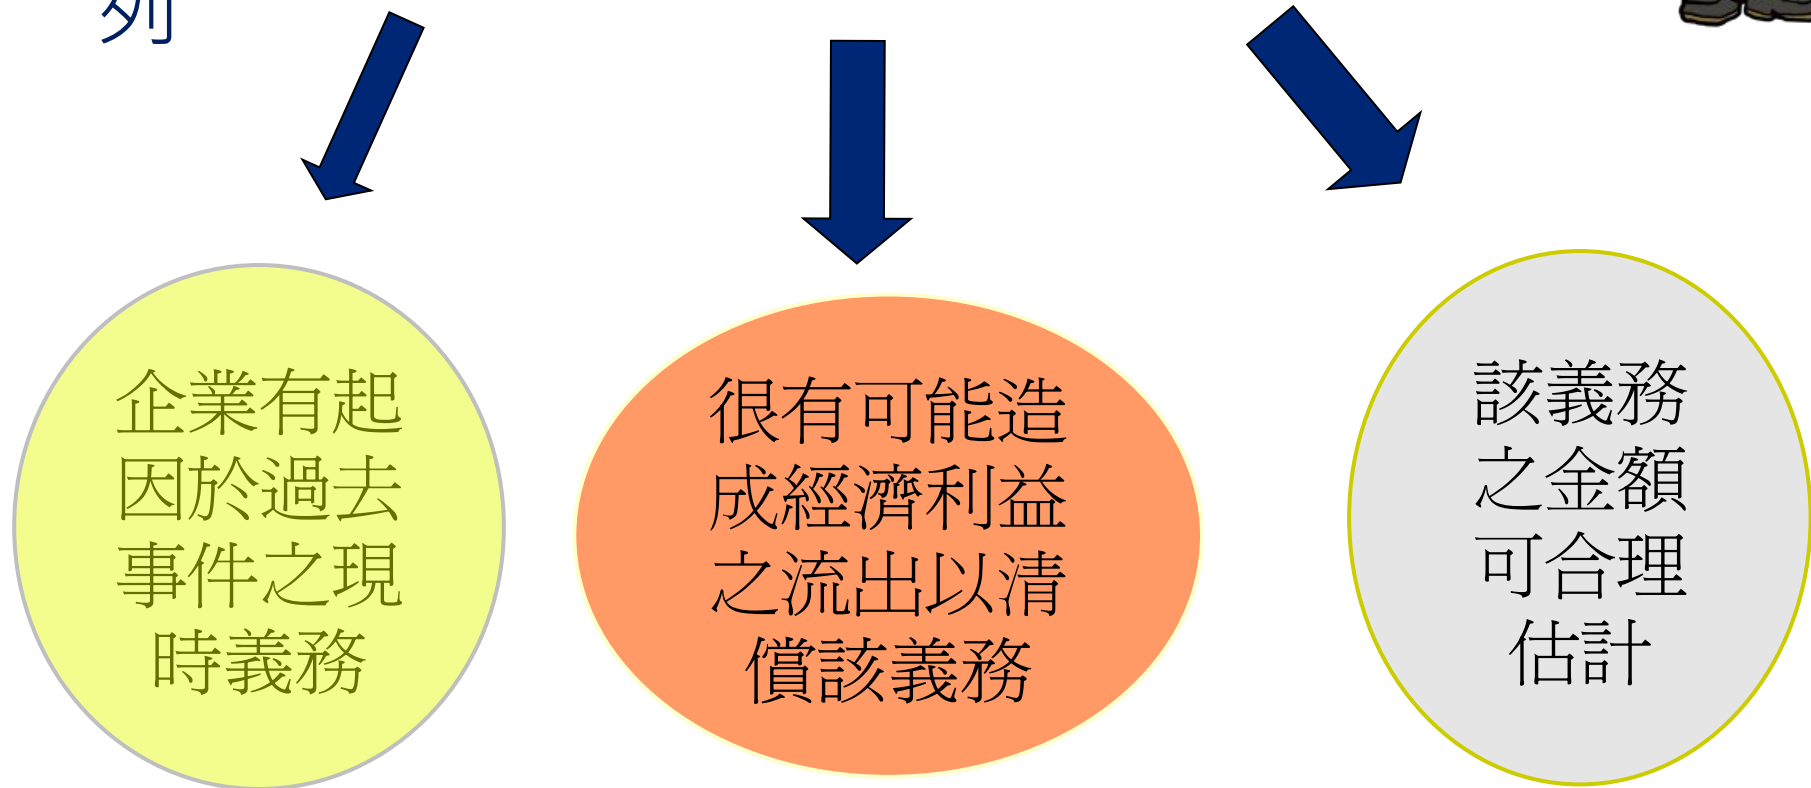 列
企業有起
因於過去
事件之現
時義務
很有可能造
成經濟利益
之流出以清
償該義務
該義務
之金額
可合理
估計